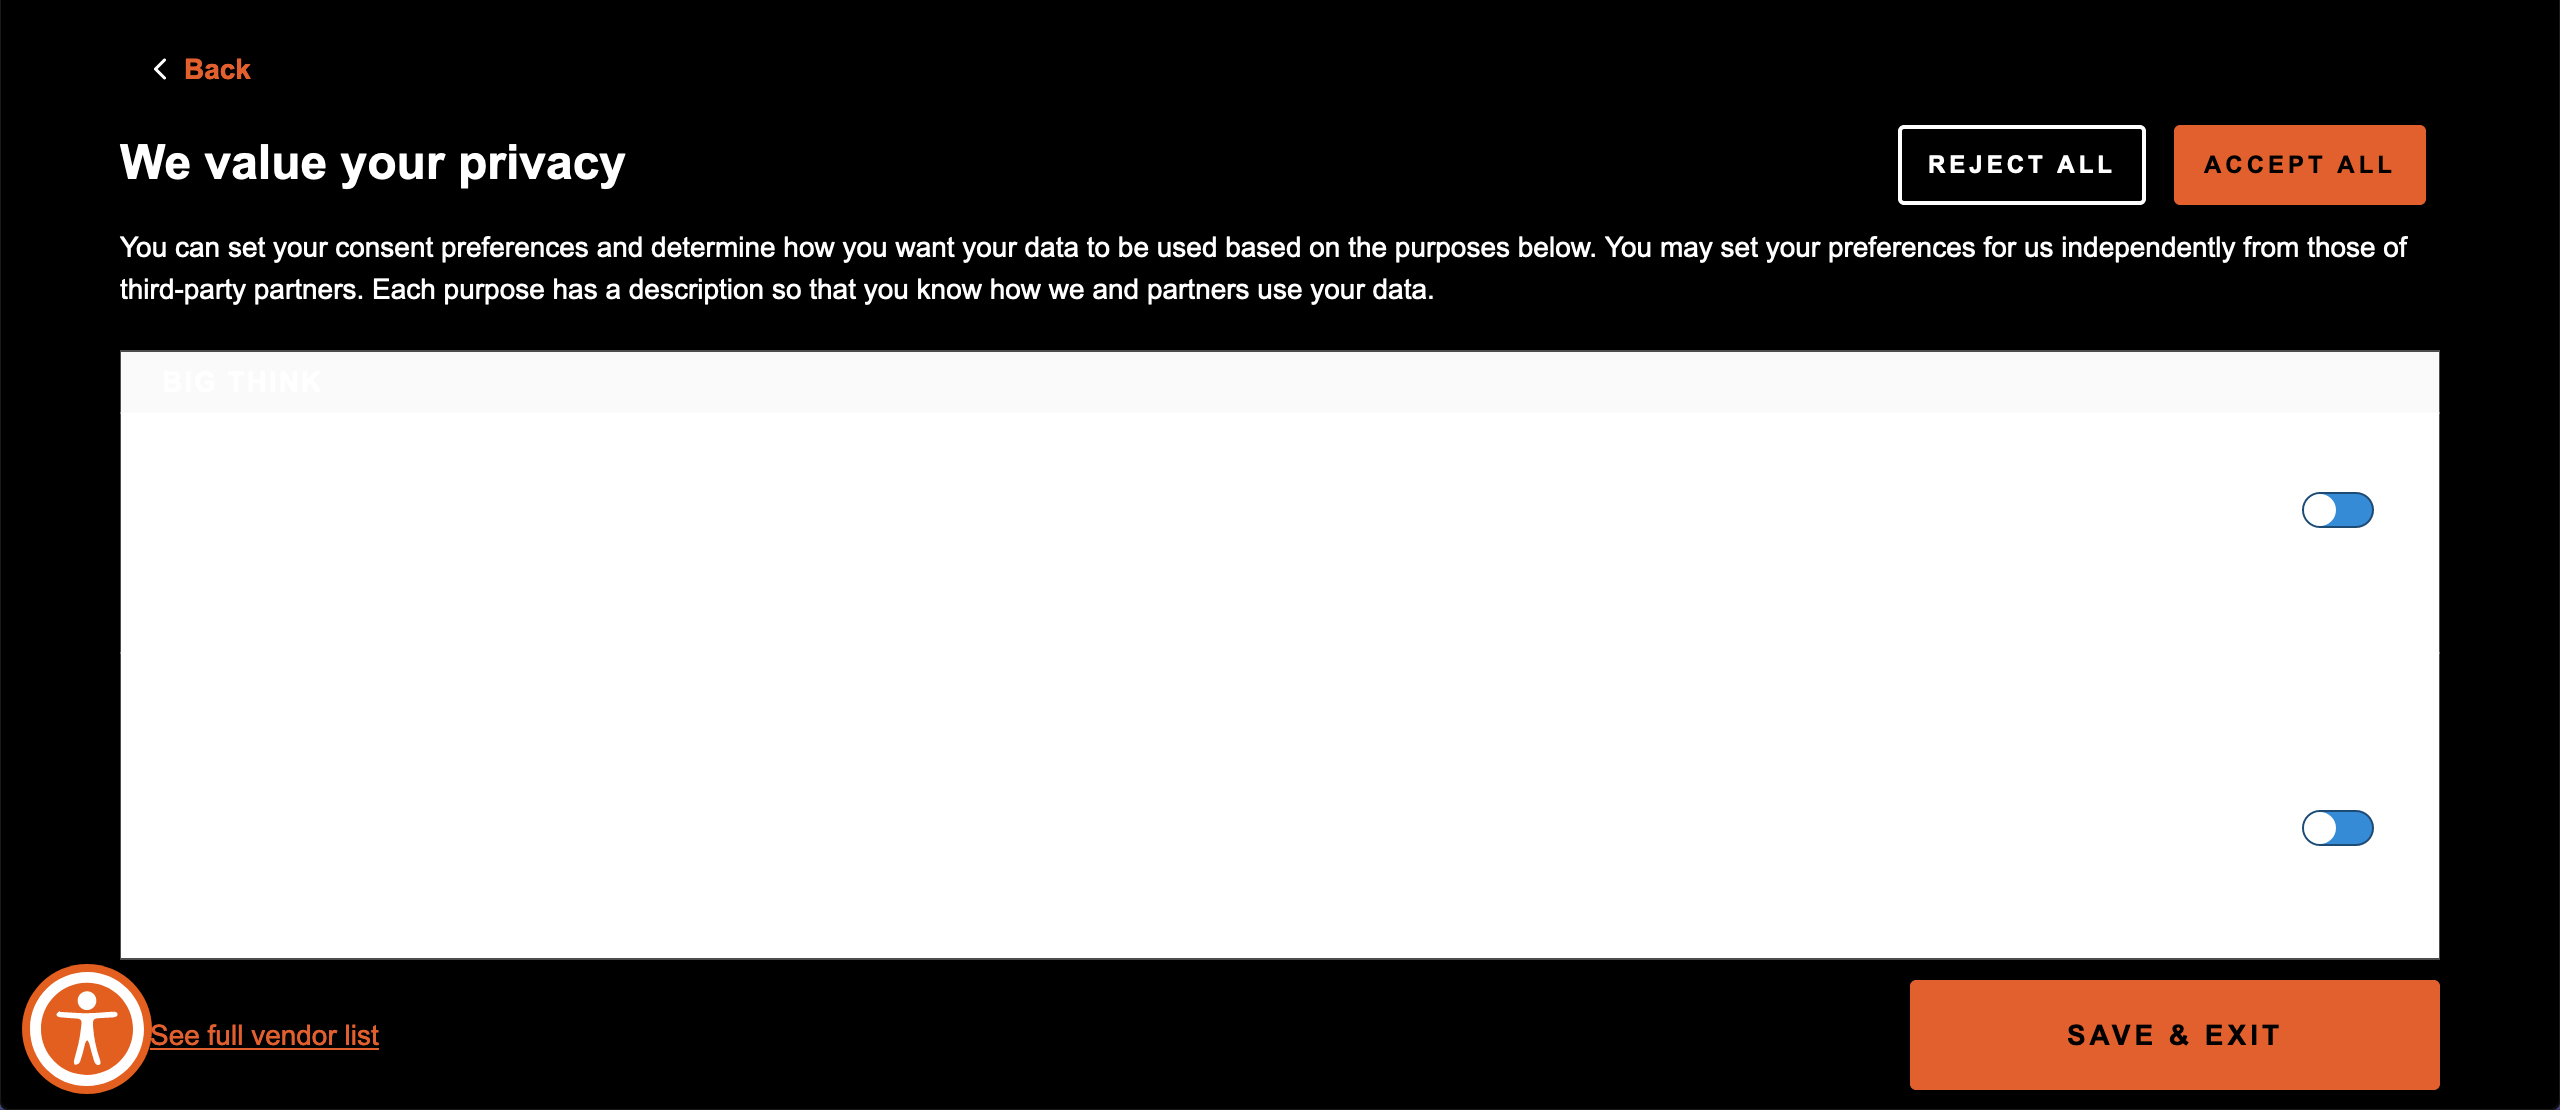 Back
We value your privacy
REJECT ALL
ACCEPT ALL
You can set your consent preferences and determine how you want your data to be used based on the purposes below. You may set your preferences for us independently from those of
third-party partners. Each purpose has a description so that you know how we and partners use your data.
BIG THINK
See full vendor list
SAVE & EXIT